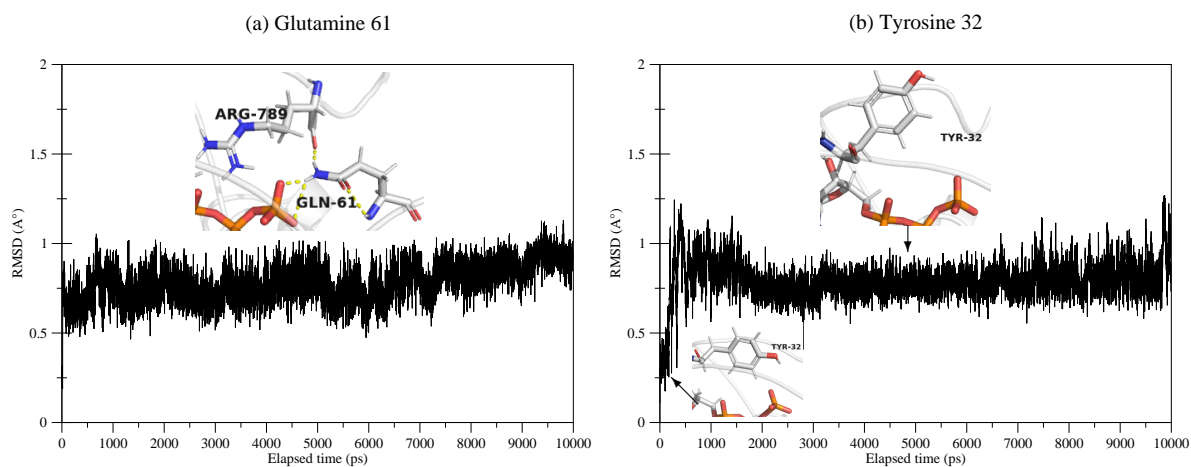 (a) Glutamine 61
2
1.5
1
0.5
0
RMSD (A°)
0 1000 2000 3000 4000 5000 6000 7000 8000 9000 10000
Elapsed time (ps)
ARG-789
GLN-61
(b) Tyrosine 32
2
1.5
1
0.5
0
RMSD (A°)
0 1000 2000 3000 4000 5000 6000 7000 8000 9000 10000
Elapsed time (ps)
TYR-32
TYR-32